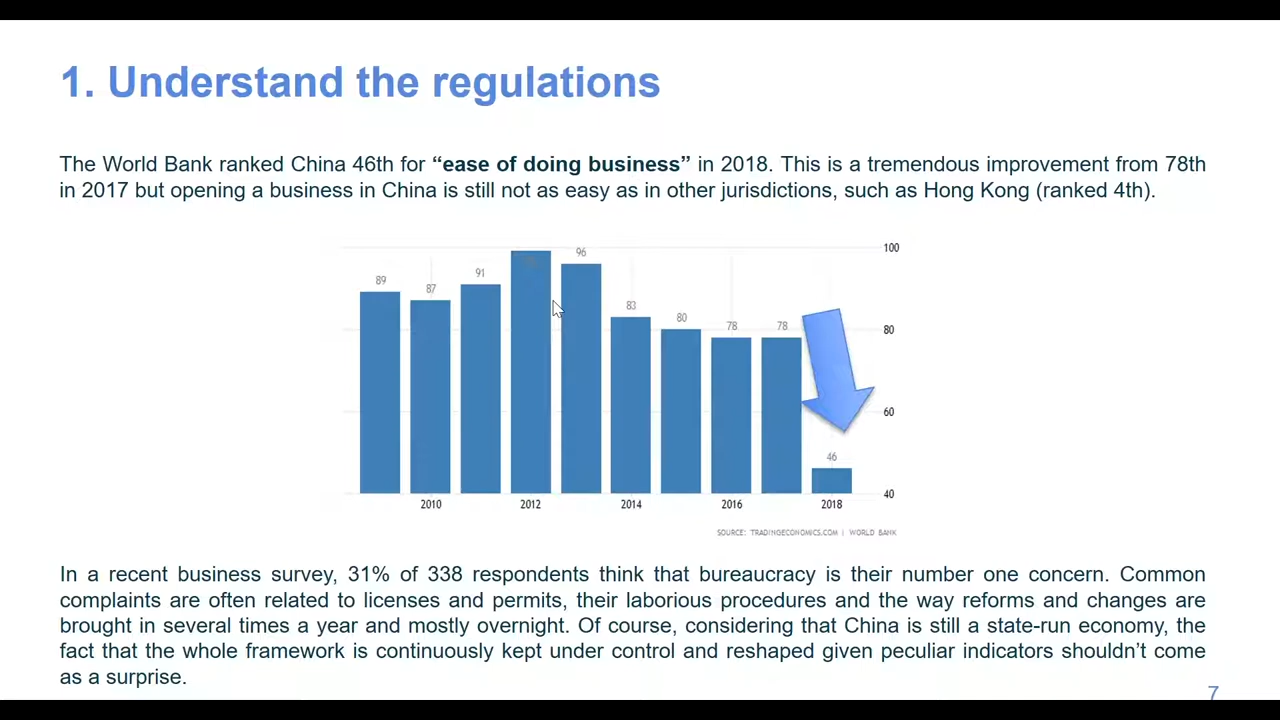 1. Understand the regulations
The World Bank ranked China 46th for “ease of doing business” in 2018. This is a tremendous improvement from 78th
in 2017 but opening a business in China is still not as easy as in other jurisdictions, such as Hong Kong (ranked 4th).
100
96
91
89
87
83
80
78
78
80
60
46
40
2010
2012
2014
2016
2018
SOURCE: TRADINGECONOMICS.COM | WORLD BANK
In a recent business survey, 31% of 338 respondents think that bureaucracy is their number one concern. Common
complaints are often related to licenses and permits, their laborious procedures and the way reforms and changes are
brought in several times a year and mostly overnight. Of course, considering that China is still a state-run economy, the
fact that the whole framework is continuously kept under control and reshaped given peculiar indicators shouldn’t come
as a surprise.
7